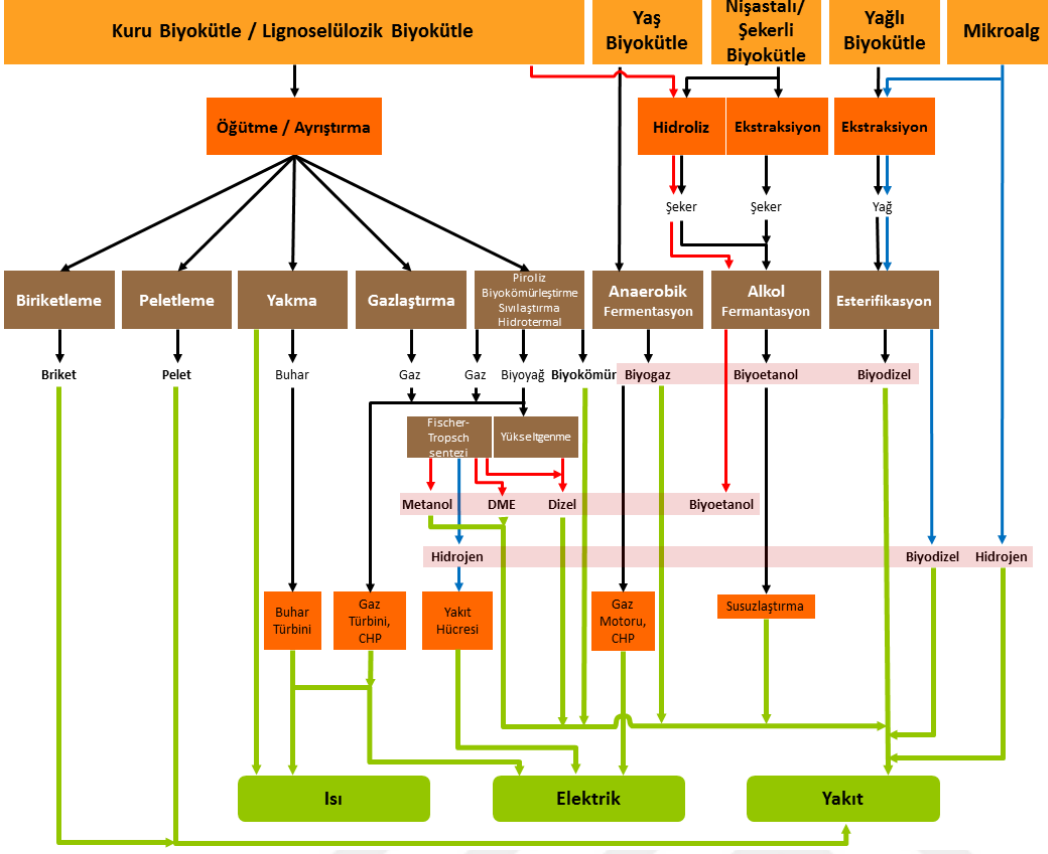 Kuru Biyokütle / Lignoselülozik Biyokütle
Yaş
Biyokütle
Nişastalı/
Şekerli
Biyokütle
Yağlı
Biyokütle
Mikroalg
Öğütme / Ayrıştırma
Hidroliz
Ekstraksiyon
Ekstraksiyon
Şeker
Şeker
Yağ
Biriketleme
Peletleme
Yakma
Gazlaştırma
Piroliz
Biyokömürleştirme
Sıvılaştırma
Hidrotermal
Anaerobik
Fermentasyon
Alkol
Fermantasyon
Esterifikasyon
Briket
Pelet
Buhar
Gaz
Gaz
Biyoyağ
Biyokömür
Biyogaz
Biyoetanol
Biyodizel
Fischer-
Tropsch
sentezi
Yükseltgenme
Metanol
DME
Dizel
Biyoetanol
Hidrojen
Biyodizel
Hidrojen
Buhar
Türbini
Gaz
Türbini,
CHP
Yakıt
Hücresi
Gaz
Motoru,
CHP
Susuzlaştırma
Isı
Elektrik
Yakıt